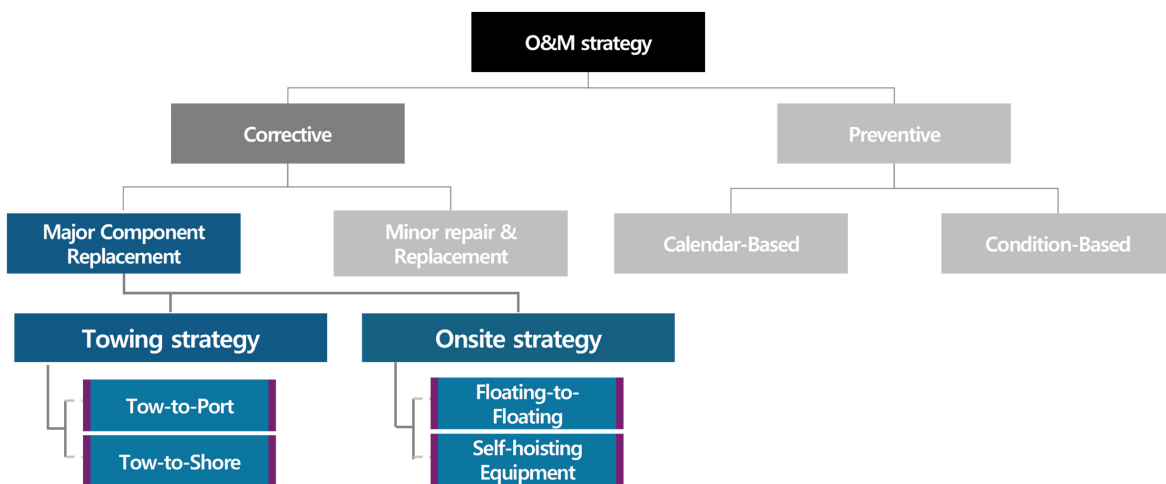 O&M strategy
Corrective
Preventive
Major Component
Replacement
Minor repair &
Replacement
Calendar-Based
Condition-Based
Towing strategy
Onsite strategy
Tow-to-Port
Tow-to-Shore
Floating-to-
Floating
Self-hoisting
Equipment